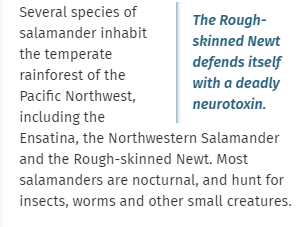 Several species of
salamander inhabit
the temperate
rainforest of the
Pacific Northwest,
including the
Ensatina, the Northwestern Salamander
and the Rough-skinned Newt. Most
salamanders are nocturnal, and hunt for
insects, worms and other small creatures.
The Rough-
skinned Newt
defends itself
with a deadly
neurotoxin.